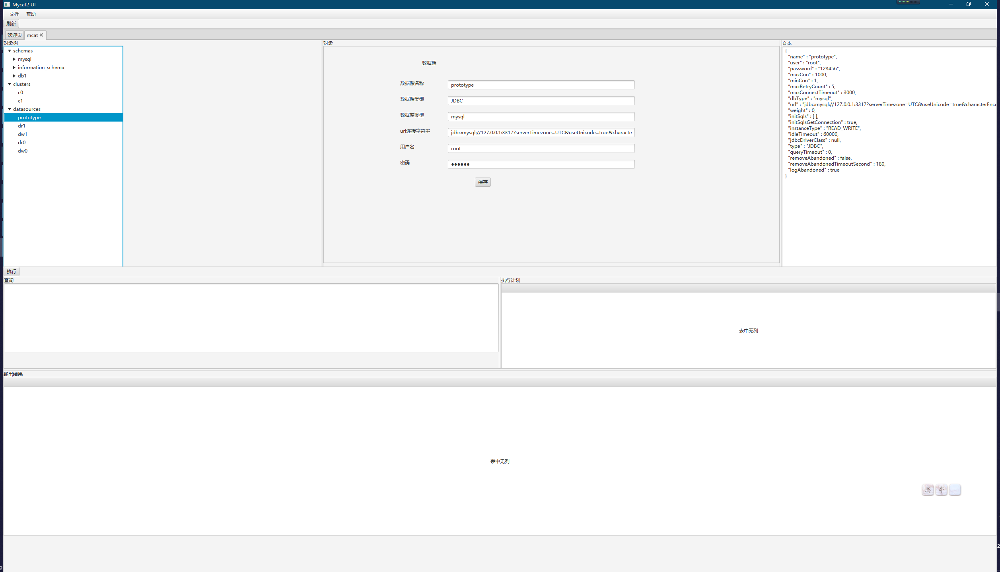 Mycat2 UI
文件 帮助
刷新
欢迎页 mcat
对象树
schemas
mysql
information_schema
db1
clusters
c0
c1
datasources
prototype
dr1
dw1
dr0
dw0
对象
数据源
数据源名称 prototype
数据源类型 JDBC
数据库类型 mysql
url连接字符串 jdbc:mysql://127.0.0.1:3317?serverTimezone=UTC&useUnicode=true&characte
用户名 root
密码 ●●●●●●
保存
文本
{
"name" : "prototype",
"user" : "root",
"password" : "123456",
"maxCon" : 1000,
"minCon" : 1,
"maxRetryCount" : 5,
"maxConnectTimeout" : 3000,
"dbType" : "mysql",
"url" : "jdbc:mysql://127.0.0.1:3317?serverTimezone=UTC&useUnicode=true&characterEnc
"weight" : 0,
"initSqls" : [ ],
"initSqlsGetConnection" : true,
"instanceType" : "READ_WRITE",
"idleTimeout" : 60000,
"jdbcDriverClass" : null,
"type" : "JDBC",
"queryTimeout" : 0,
"removeAbandoned" : false,
"removeAbandonedTimeoutSecond" : 180,
"logAbandoned" : true
}
执行
查询
执行计划
表中无列
输出结果
表中无列
英 半
2
2